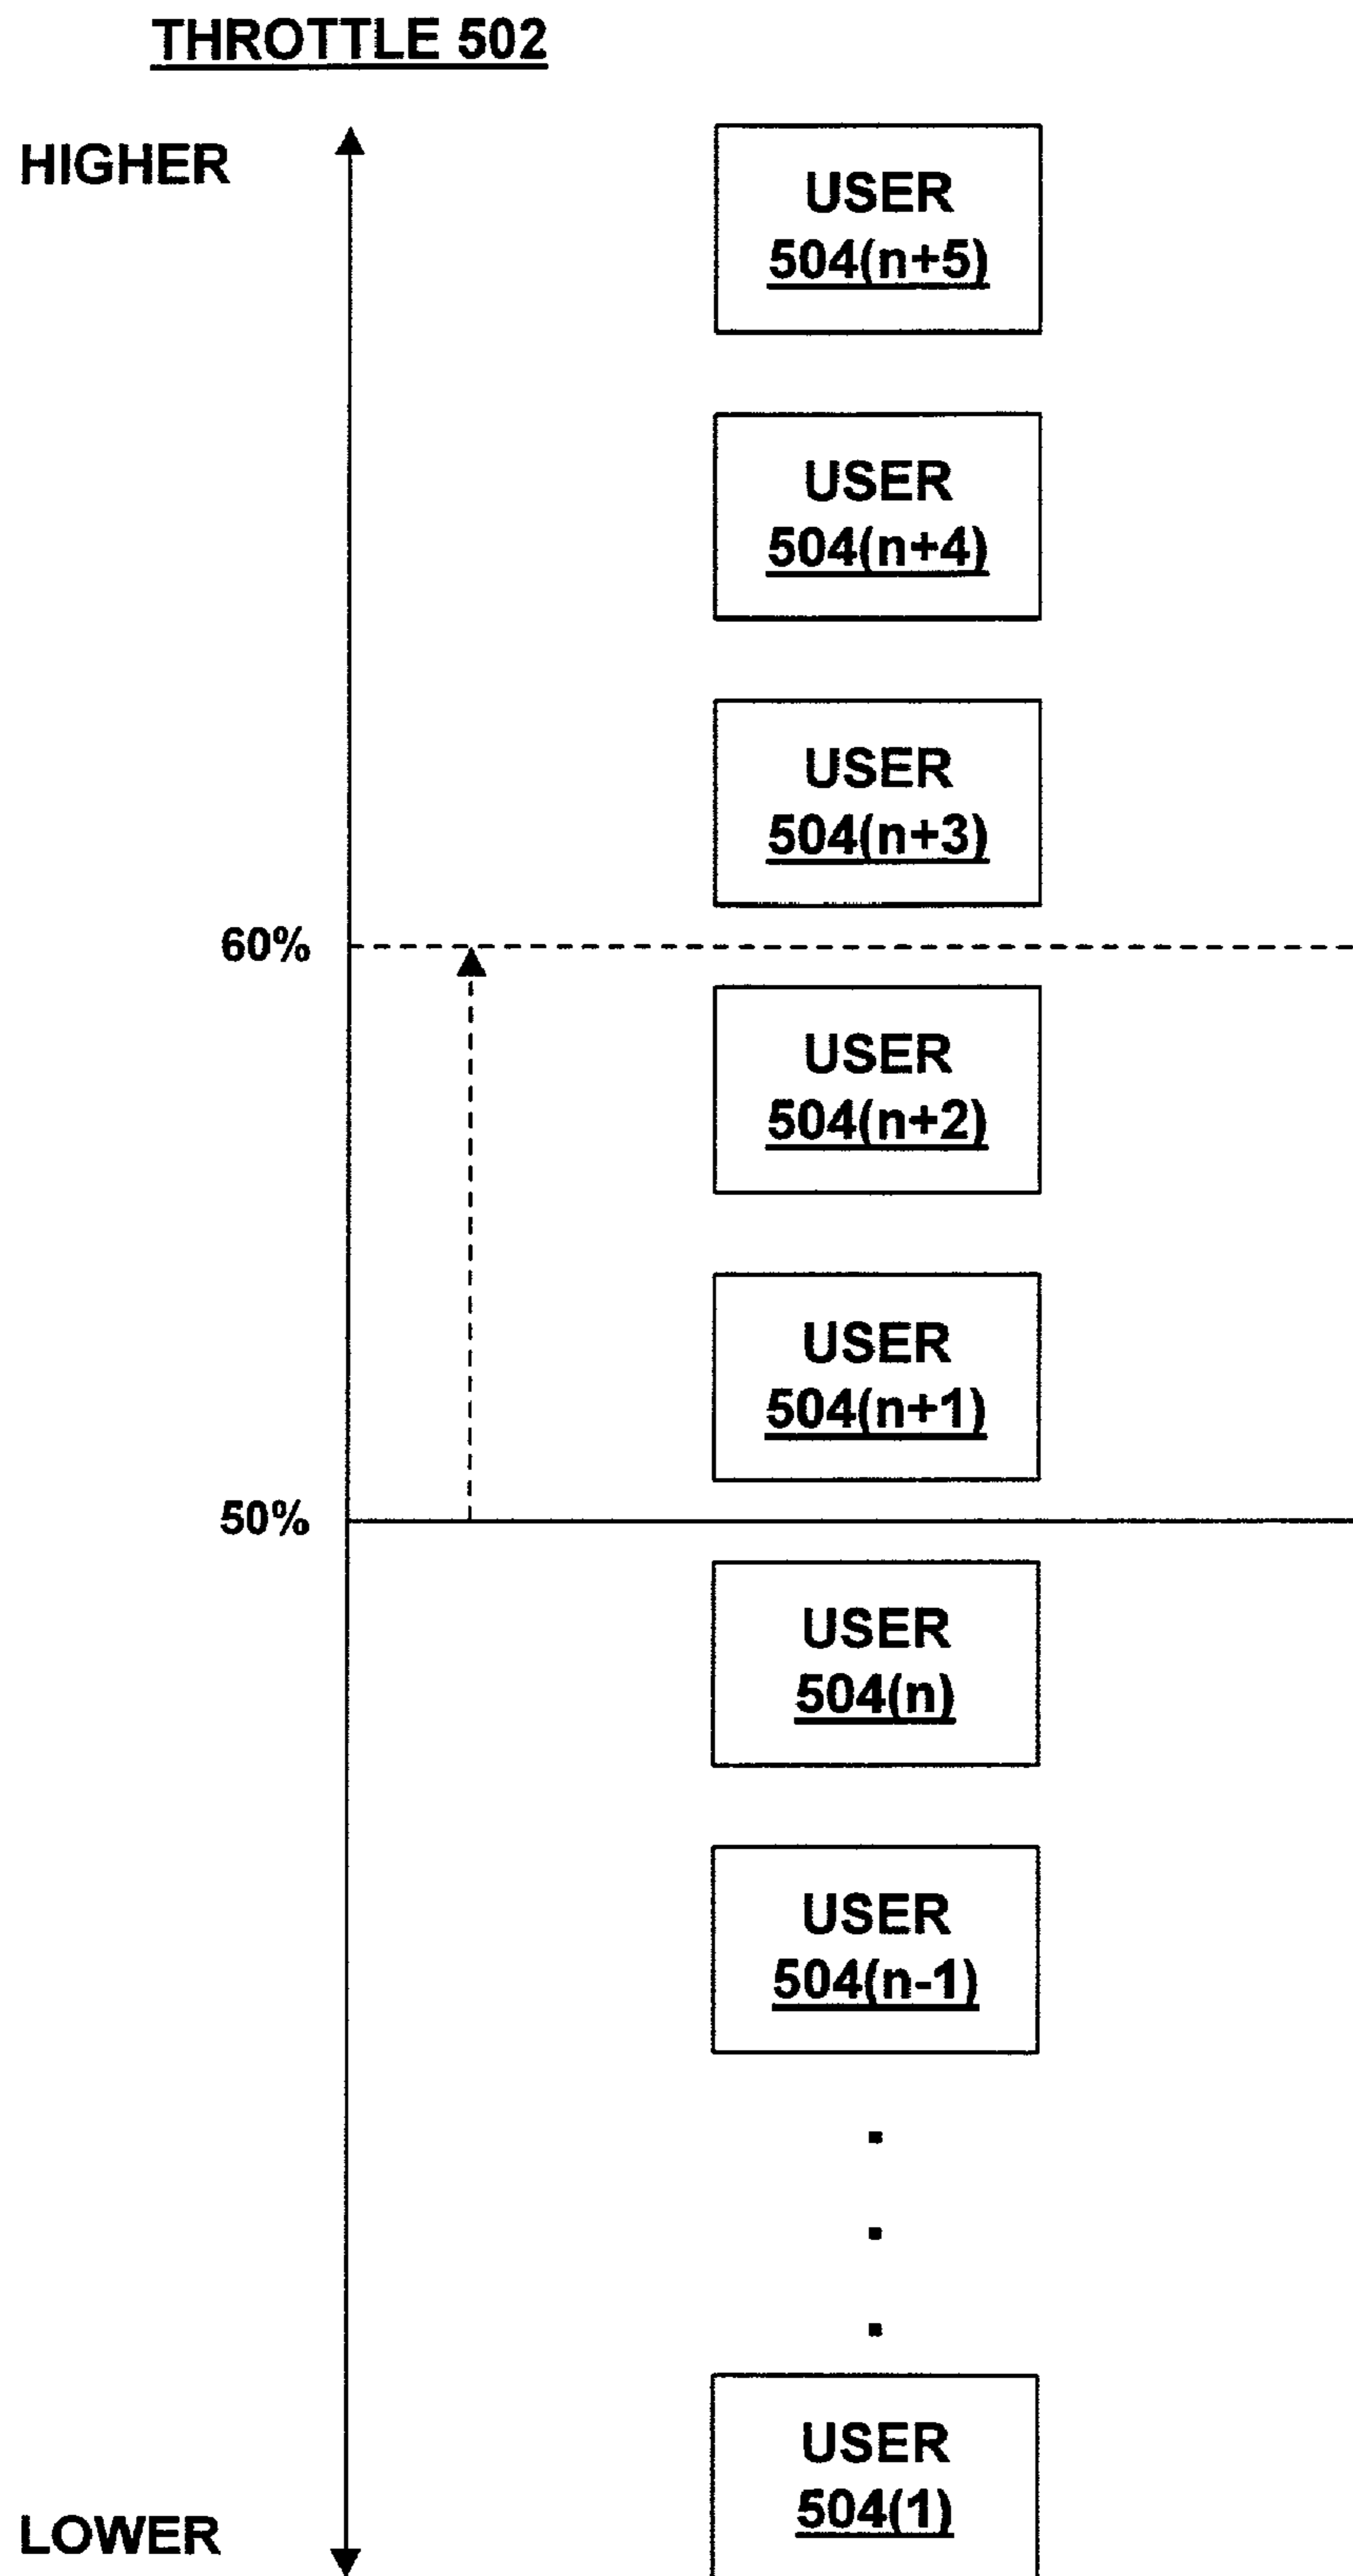 THROTTLE 502
HIGHER
USER
504(n+5)
USER
504(n+4)
USER
504(n+3)
60%
USER
504(n+2)
USER
504(n+1)
50%
USER
504(n)
USER
504(n-1)
.
.
.
USER
504(1)
LOWER